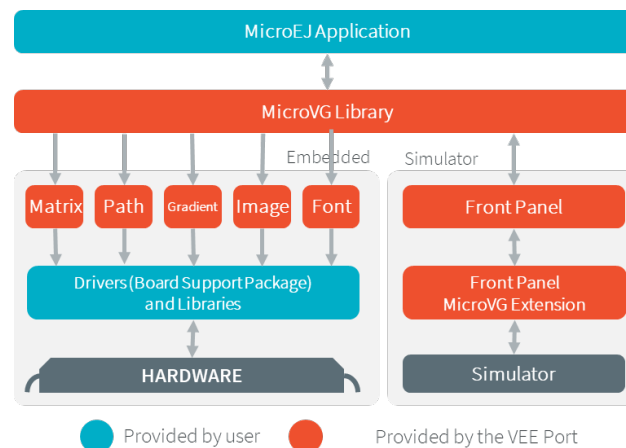 MicroEJ Application
MicroVG Library
Embedded
Simulator
Matrix
Path
Gradient
Image
Font
Front Panel
Drivers (Board Support Package)
and Libraries
Front Panel
MicroVG Extension
HARDWARE
Simulator
Provided by user
Provided by the VEE Port